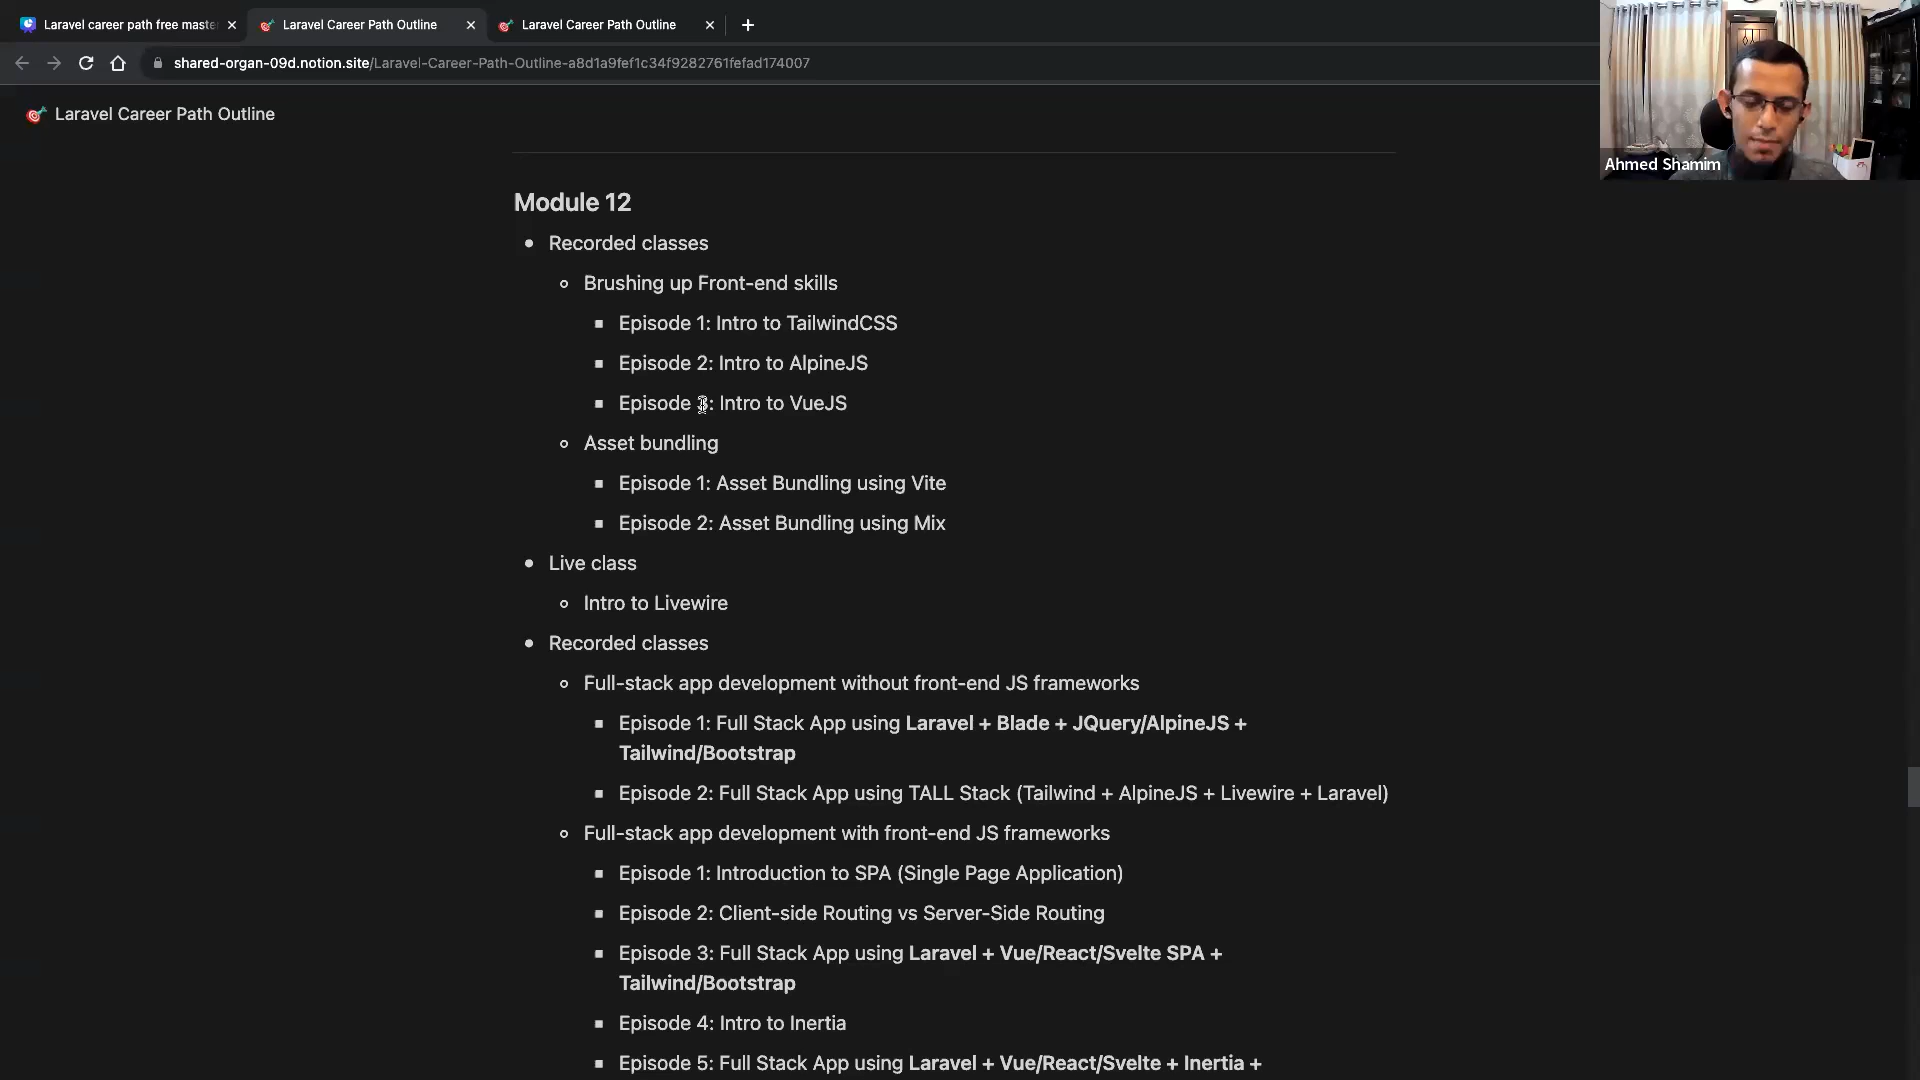 Laravel career path free maste
Laravel Career Path Outline
Laravel Career Path Outline
shared-organ-09d.notion.site/Laravel-Career-Path-Outline-a8d1a9fef1c34f9282761fefad174007
Laravel Career Path Outline
Ahmed Shamim
Module 12
Recorded classes
Brushing up Front-end skills
Episode 1: Intro to TailwindCSS
Episode 2: Intro to AlpineJS
Episode 3: Intro to VueJS
Asset bundling
Episode 1: Asset Bundling using Vite
Episode 2: Asset Bundling using Mix
Live class
Intro to Livewire
Recorded classes
Full-stack app development without front-end JS frameworks
Episode 1: Full Stack App using Laravel + Blade + JQuery/AlpineJS +
Tailwind/Bootstrap
Episode 2: Full Stack App using TALL Stack (Tailwind + AlpineJS + Livewire + Laravel)
Full-stack app development with front-end JS frameworks
Episode 1: Introduction to SPA (Single Page Application)
Episode 2: Client-side Routing vs Server-Side Routing
Episode 3: Full Stack App using Laravel + Vue/React/Svelte SPA +
Tailwind/Bootstrap
Episode 4: Intro to Inertia
Episode 5: Full Stack App using Laravel + Vue/React/Svelte + Inertia +